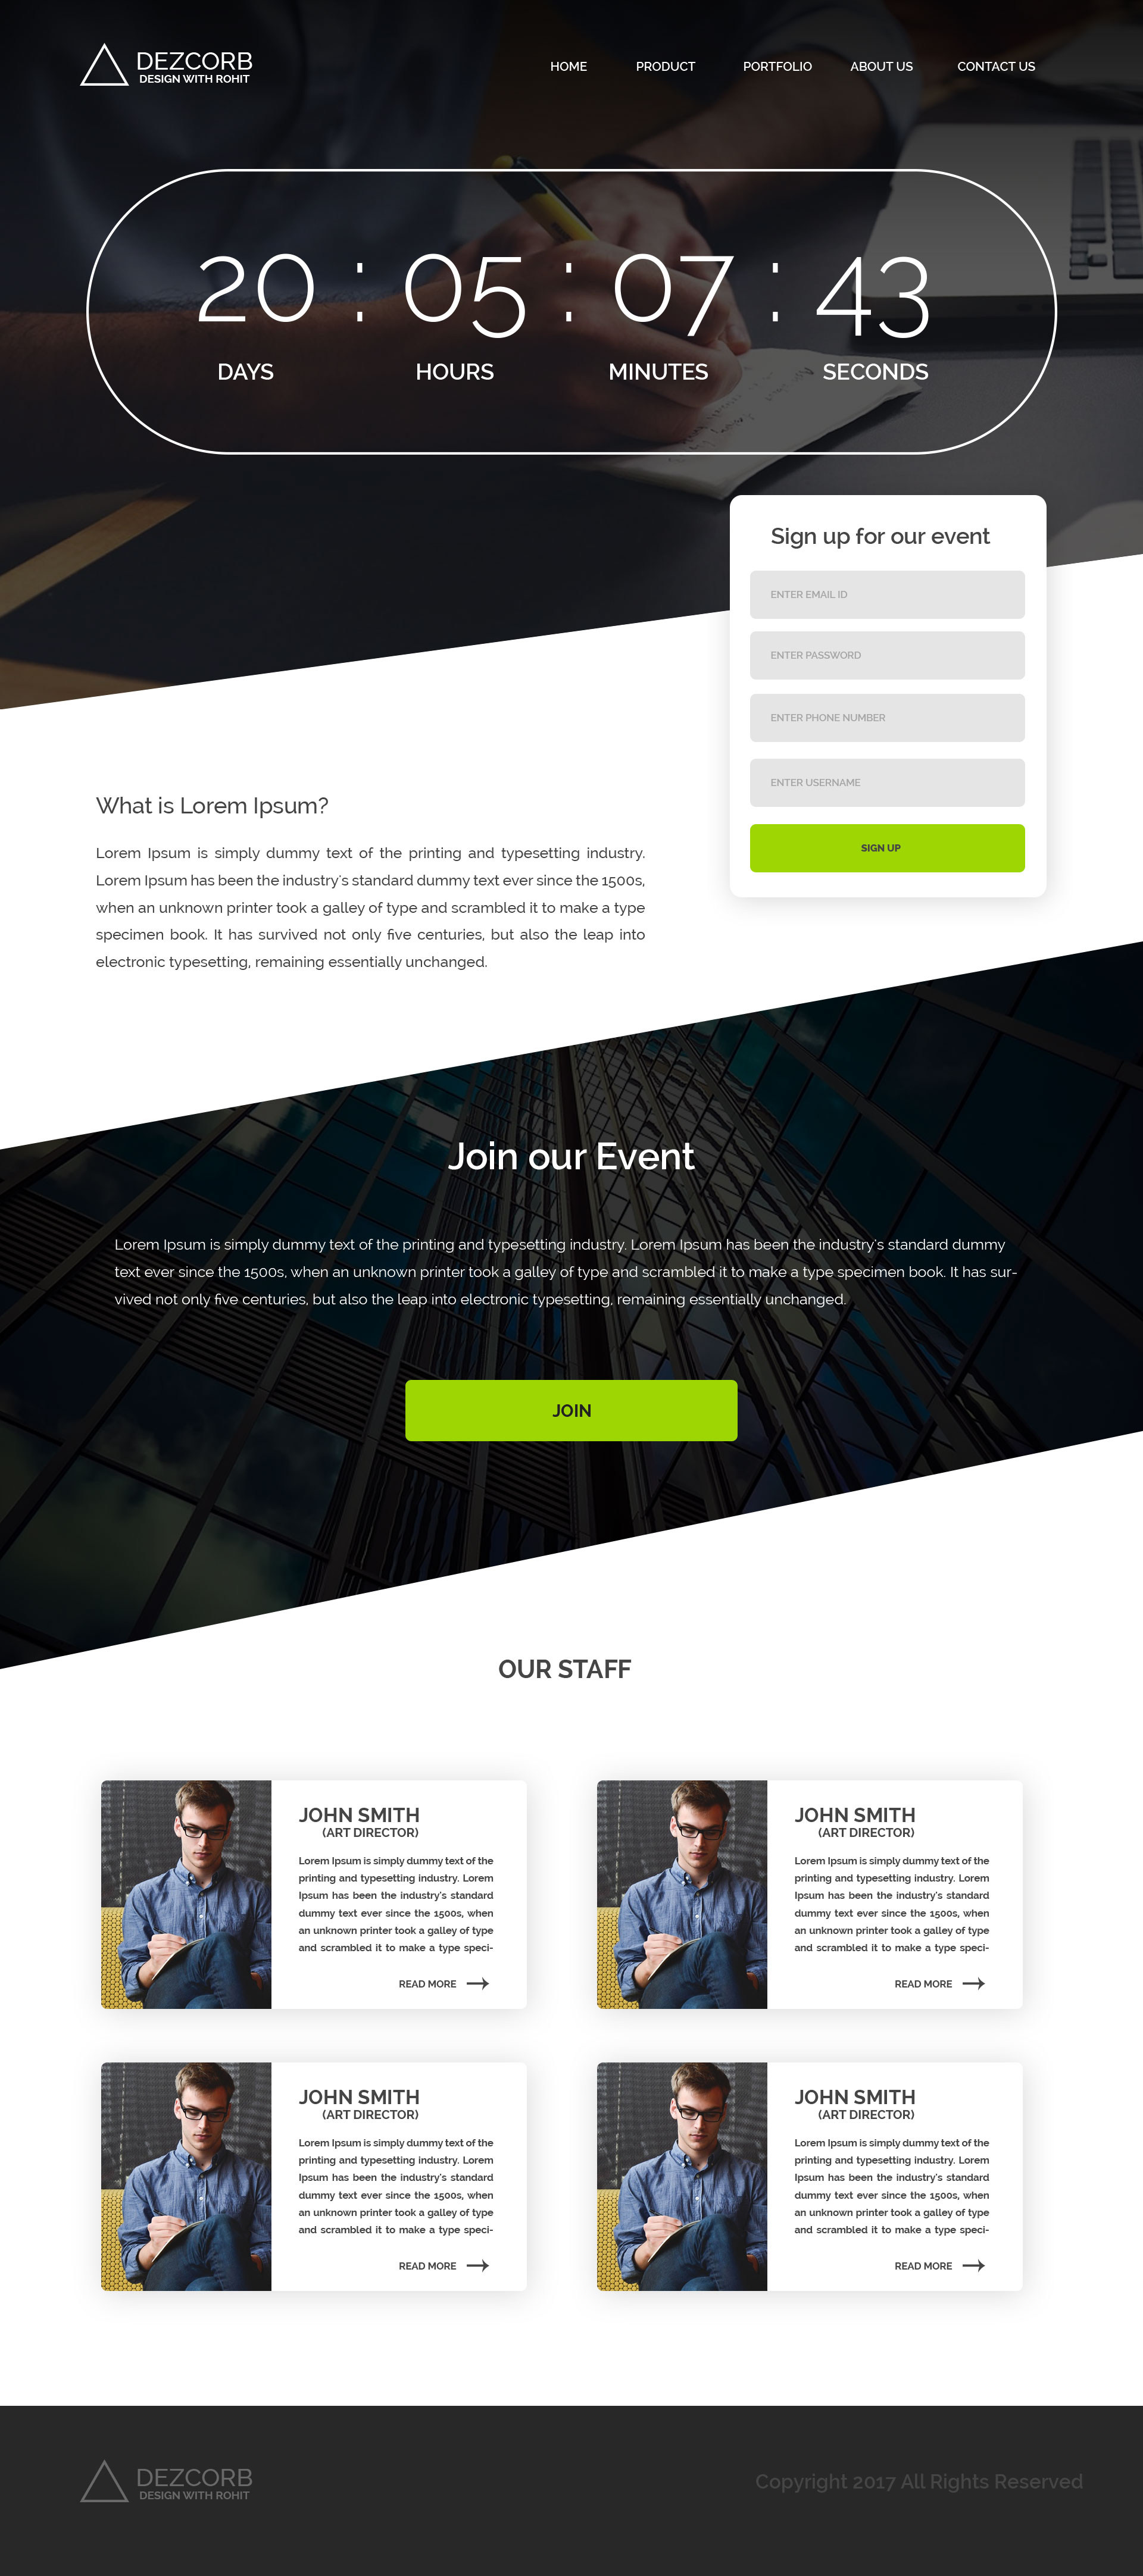 DEZCORB
DESIGN WITH ROHIT
HOME PRODUCT PORTFOLIO ABOUT US CONTACT US
20 : 05 : 07 : 43
DAYS HOURS MINUTES SECONDS
Sign up for our event
ENTER EMAIL ID
ENTER PASSWORD
ENTER PHONE NUMBER
ENTER USERNAME
SIGN UP
What is Lorem Ipsum?
Lorem Ipsum is simply dummy text of the printing and typesetting industry.
Lorem Ipsum has been the industry's standard dummy text ever since the 1500s,
when an unknown printer took a galley of type and scrambled it to make a type
specimen book. It has survived not only five centuries, but also the leap into
electronic typesetting, remaining essentially unchanged.
Join our Event
Lorem Ipsum is simply dummy text of the printing and typesetting industry. Lorem Ipsum has been the industry's standard dummy
text ever since the 1500s, when an unknown printer took a galley of type and scrambled it to make a type specimen book. It has sur-
vived not only five centuries, but also the leap into electronic typesetting, remaining essentially unchanged.
JOIN
OUR STAFF
JOHN SMITH
(ART DIRECTOR)
Lorem Ipsum is simply dummy text of the
printing and typesetting industry. Lorem
Ipsum has been the industry's standard
dummy text ever since the 1500s, when
an unknown printer took a galley of type
and scrambled it to make a type speci-
READ MORE
JOHN SMITH
(ART DIRECTOR)
Lorem Ipsum is simply dummy text of the
printing and typesetting industry. Lorem
Ipsum has been the industry's standard
dummy text ever since the 1500s, when
an unknown printer took a galley of type
and scrambled it to make a type speci-
READ MORE
JOHN SMITH
(ART DIRECTOR)
Lorem Ipsum is simply dummy text of the
printing and typesetting industry. Lorem
Ipsum has been the industry's standard
dummy text ever since the 1500s, when
an unknown printer took a galley of type
and scrambled it to make a type speci-
READ MORE
JOHN SMITH
(ART DIRECTOR)
Lorem Ipsum is simply dummy text of the
printing and typesetting industry. Lorem
Ipsum has been the industry's standard
dummy text ever since the 1500s, when
an unknown printer took a galley of type
and scrambled it to make a type speci-
READ MORE
DEZCORB
DESIGN WITH ROHIT
Copyright 2017 All Rights Reserved